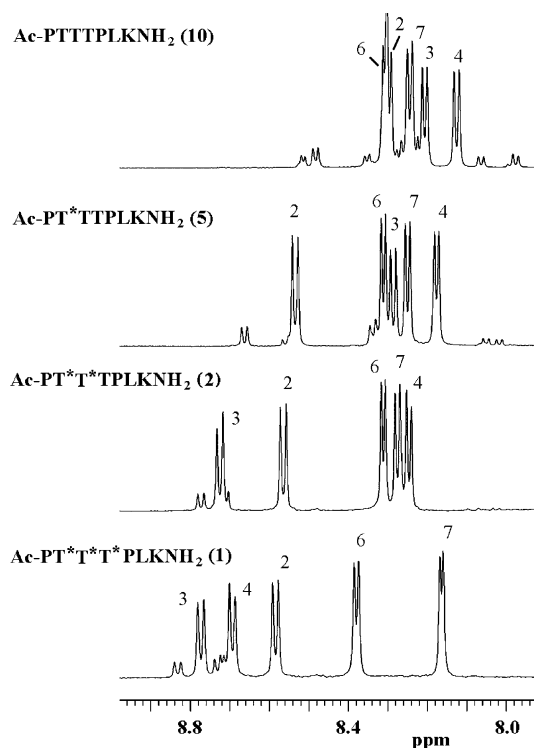 Ac-PTTTPLKNH₂ (10)
6 2 7 3 4
Ac-PT*TTPLKNH₂ (5)
2 6 3 7 4
Ac-PT*T*TPLKNH₂ (2)
3 2 6 7 4
Ac-PT*T*T*PLKNH₂ (1)
3 4 2 6 7
8.8 8.4 8.0
ppm